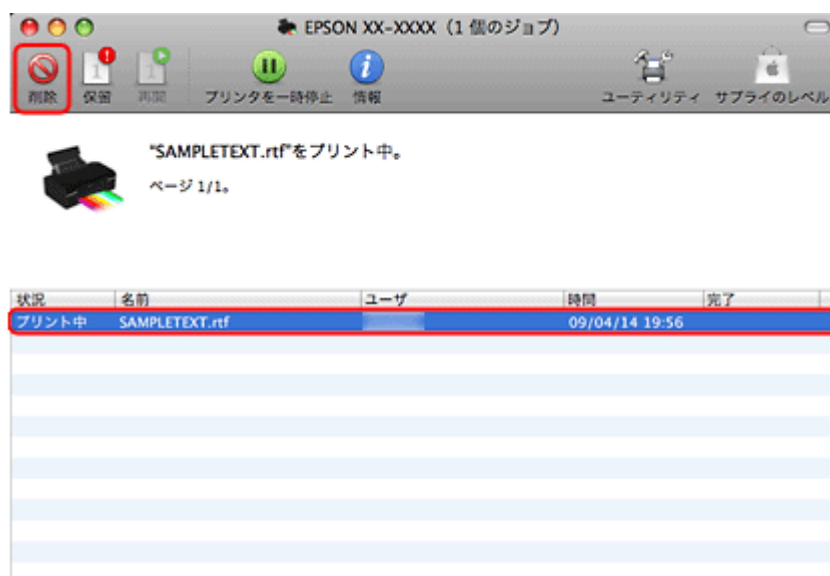 EPSON XX-XXXX（1 個のジョブ）
削除 保留 再開 プリンタを一時停止 情報 ユーティリティ サプライのレベル
"SAMPLETEXT.rtf"をプリント中。
ページ 1/1。
状況 名前 ユーザ 時間 完了
プリント中 SAMPLETEXT.rtf 09/04/14 19:56